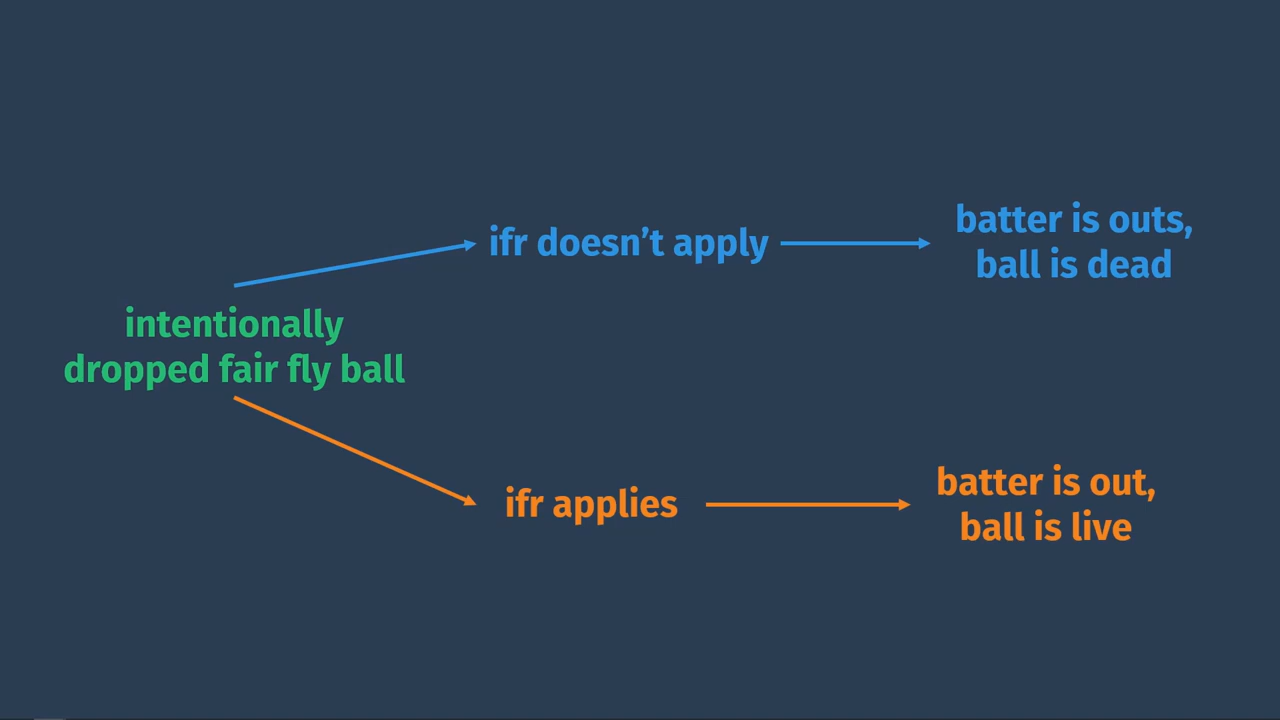 intentionally
dropped fair fly ball
ifr doesn’t apply
batter is outs,
ball is dead
ifr applies
batter is out,
ball is live